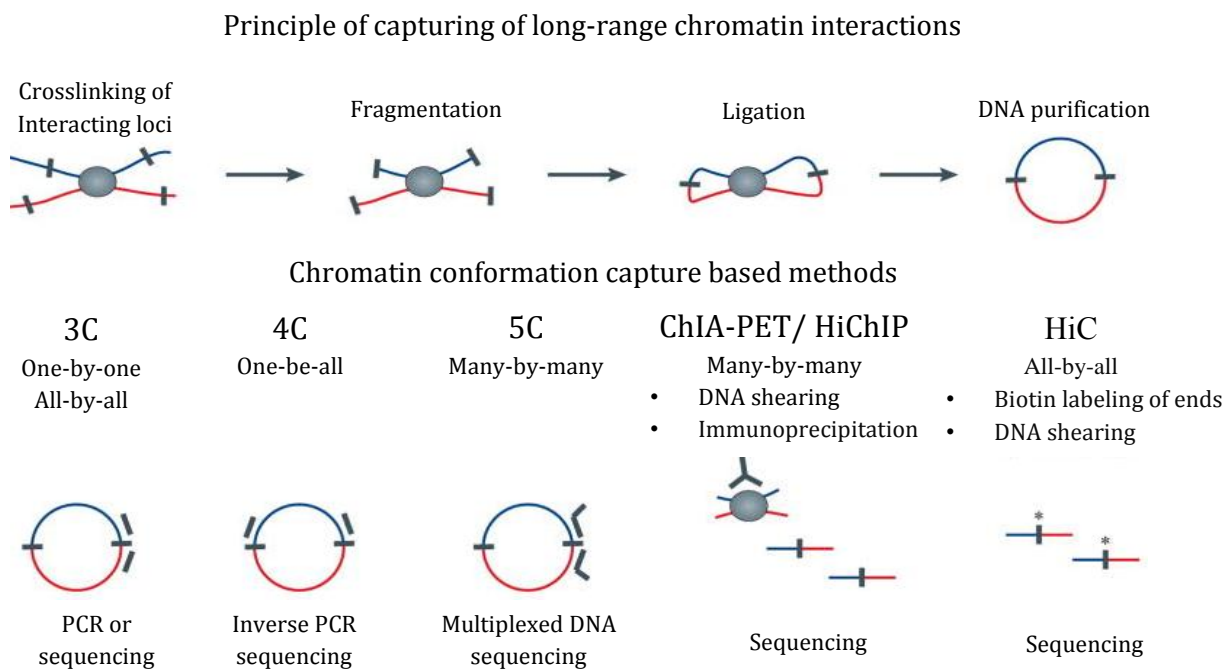 Principle of capturing of long-range chromatin interactions
Crosslinking of
Interacting loci
Fragmentation
Ligation
DNA purification
Chromatin conformation capture based methods
3C
One-by-one
All-by-all
4C
One-be-all
5C
Many-by-many
ChIA-PET/ HiChIP
Many-by-many
• DNA shearing
• Immunoprecipitation
HiC
All-by-all
• Biotin labeling of ends
• DNA shearing
*
*
PCR or
sequencing
Inverse PCR
sequencing
Multiplexed DNA
sequencing
Sequencing
Sequencing